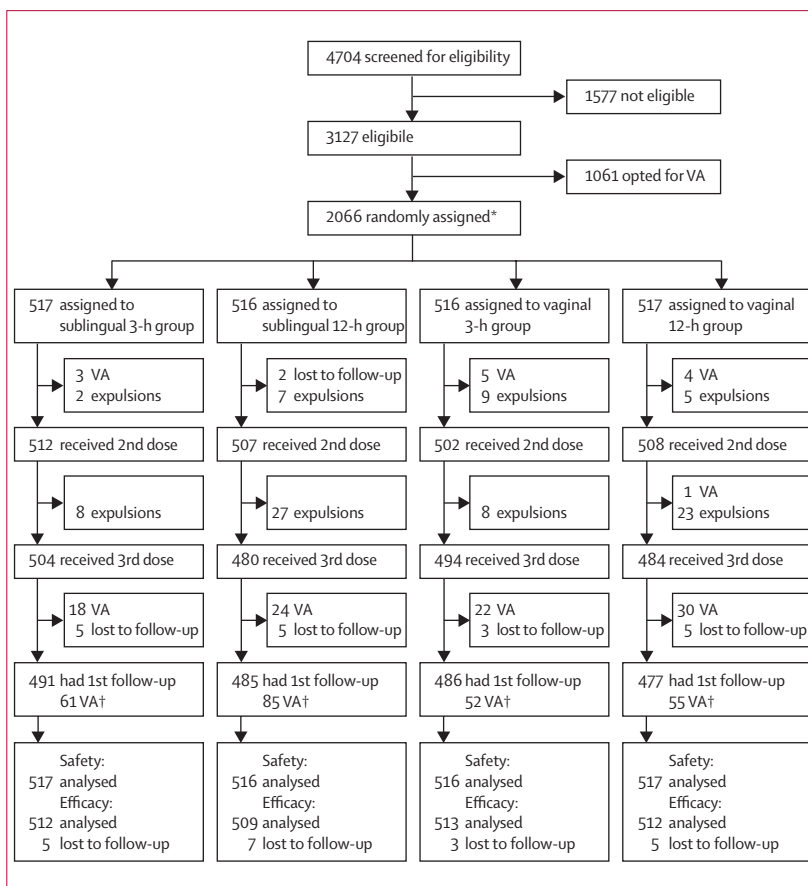 4704 screened for eligibility
1577 not eligible
3127 eligibile
1061 opted for VA
2066 randomly assigned*
517 assigned to
sublingual 3-h group
516 assigned to
sublingual 12-h group
516 assigned to vaginal
3-h group
517 assigned to vaginal
12-h group
3 VA
2 expulsions
2 lost to follow-up
7 expulsions
5 VA
9 expulsions
4 VA
5 expulsions
512 received 2nd dose
507 received 2nd dose
502 received 2nd dose
508 received 2nd dose
8 expulsions
27 expulsions
8 expulsions
1 VA
23 expulsions
504 received 3rd dose
480 received 3rd dose
494 received 3rd dose
484 received 3rd dose
18 VA
5 lost to follow-up
24 VA
5 lost to follow-up
22 VA
3 lost to follow-up
30 VA
5 lost to follow-up
491 had 1st follow-up
61 VA†
485 had 1st follow-up
85 VA†
486 had 1st follow-up
52 VA†
477 had 1st follow-up
55 VA†
Safety:
517 analysed
Efficacy:
512 analysed
5 lost to follow-up
Safety:
516 analysed
Efficacy:
509 analysed
7 lost to follow-up
Safety:
516 analysed
Efficacy:
513 analysed
3 lost to follow-up
Safety:
517 analysed
Efficacy:
512 analysed
5 lost to follow-up